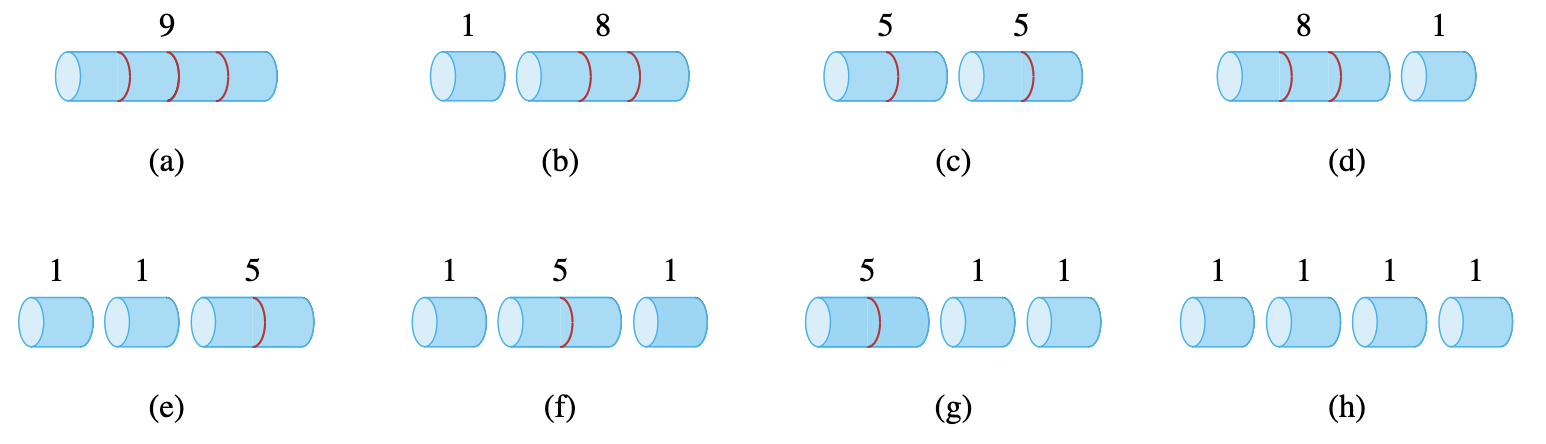 9 1 8 5 5 8 1
(a) (b) (c) (d)
1 1 5 1 5 1 5 1 1 1 1 1 1
(e) (f) (g) (h)